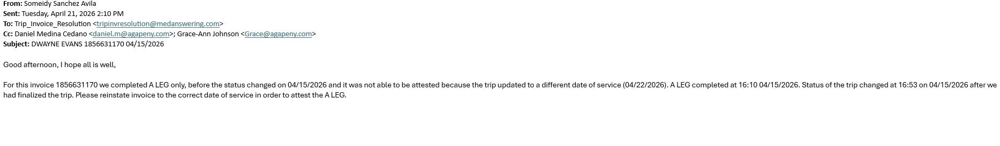 From: Someidy Sanchez Avila
Sent: Tuesday, April 21, 2026 2:10 PM
To: Trip_Invoice_Resolution <tripinvresolution@medanswering.com>
Cc: Daniel Medina Cedano <daniel.m@agapeny.com>; Grace-Ann Johnson <Grace@agapeny.com>
Subject: DWAYNE EVANS 1856631170 04/15/2026
Good afternoon, I hope all is well,
For this invoice 1856631170 we completed A LEG only, before the status changed on 04/15/2026 and it was not able to be attested because the trip updated to a different date of service (04/22/2026). A LEG completed at 16:10 04/15/2026. Status of the trip changed at 16:53 on 04/15/2026 after we
had finalized the trip. Please reinstate invoice to the correct date of service in order to attest the A LEG.